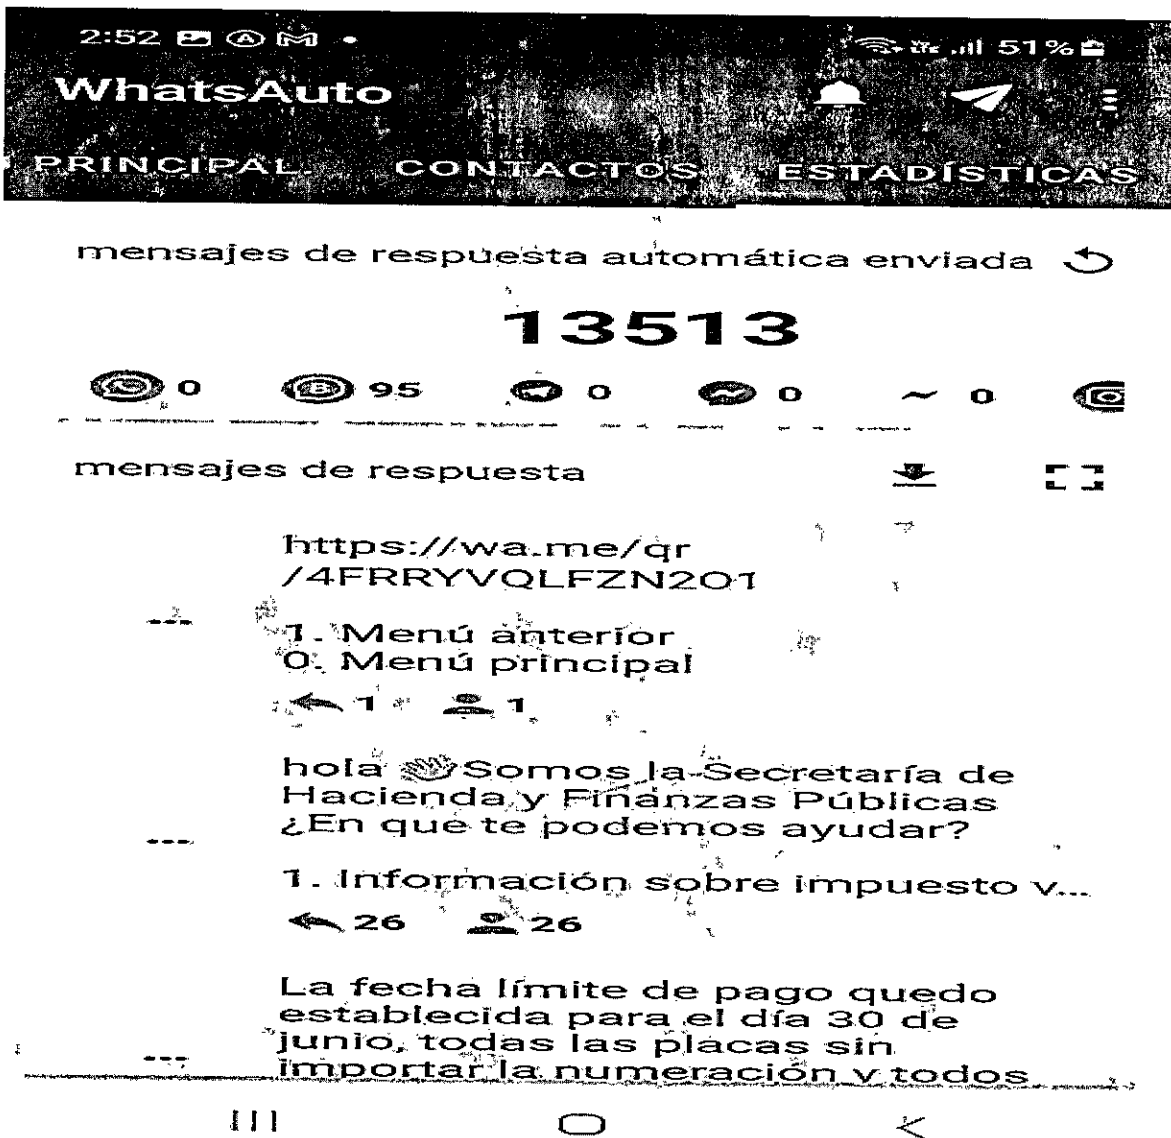 2:52
51%
WhatsAuto
PRINCIPAL CONTACTOS ESTADÍSTICAS
mensajes de respuesta automática enviada
13513
0 95 0 0 ~ 0
mensajes de respuesta
https://wa.me/qr
/4FRRYVQLFZN2O1
1. Menú anterior
0. Menú principal
1 1
hola 👋Somos la Secretaría de
Hacienda y Finanzas Públicas
¿En que te podemos ayudar?
1. Información sobre impuesto v...
26 26
La fecha límite de pago quedo
establecida para el día 30 de
junio, todas las placas sin
importar la numeración y todos